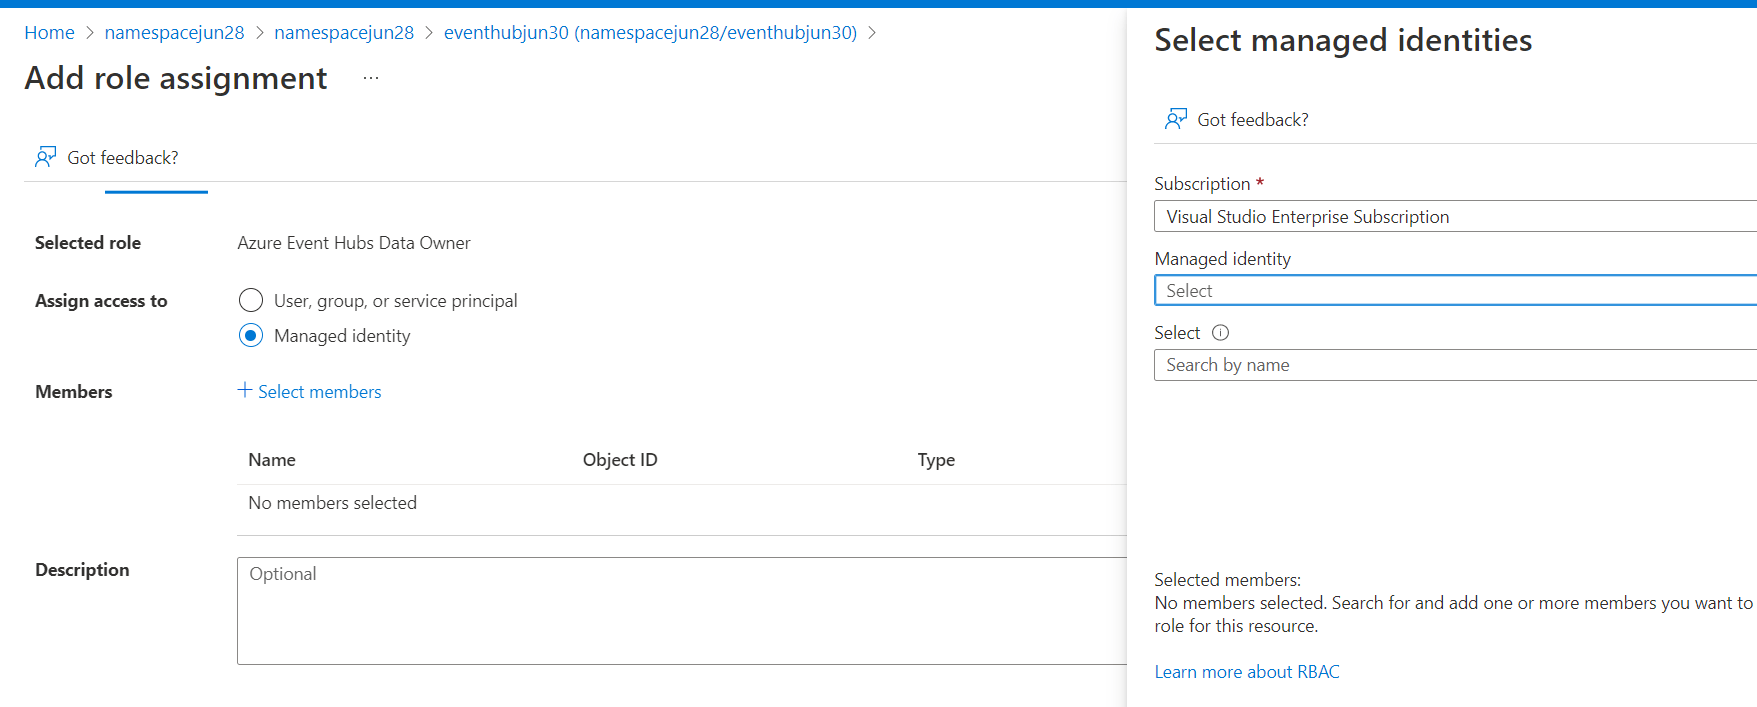 Home > namespacejun28 > namespacejun28 > eventhubjun30 (namespacejun28/eventhubjun30) >
Add role assignment ...
Got feedback?
Selected role Azure Event Hubs Data Owner
Assign access to User, group, or service principal
Managed identity
Members + Select members
Name Object ID Type
No members selected
Description Optional
Select managed identities
Got feedback?
Subscription *
Visual Studio Enterprise Subscription
Managed identity
Select
Select
Search by name
Selected members:
No members selected. Search for and add one or more members you want to
role for this resource.
Learn more about RBAC